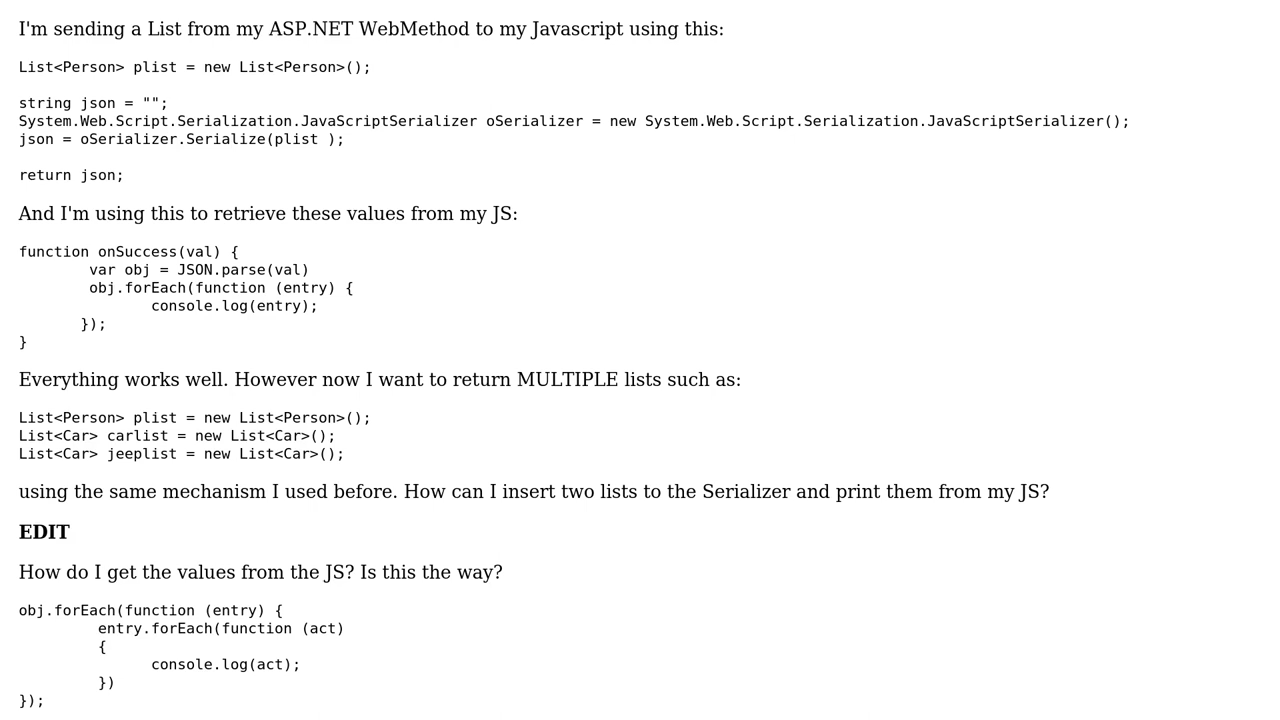 I'm sending a List from my ASP.NET WebMethod to my Javascript using this:
List<Person> plist = new List<Person>();
string json = "";
System.Web.Script.Serialization.JavaScriptSerializer oSerializer = new System.Web.Script.Serialization.JavaScriptSerializer();
json = oSerializer.Serialize(plist );
return json;
And I'm using this to retrieve these values from my JS:
function onSuccess(val) {
        var obj = JSON.parse(val)
        obj.forEach(function (entry) {
               console.log(entry);
       });
}
Everything works well. However now I want to return MULTIPLE lists such as:
List<Person> plist = new List<Person>();
List<Car> carlist = new List<Car>();
List<Car> jeeplist = new List<Car>();
using the same mechanism I used before. How can I insert two lists to the Serializer and print them from my JS?
EDIT
How do I get the values from the JS? Is this the way?
obj.forEach(function (entry) {
         entry.forEach(function (act)
         {
               console.log(act);
         })
});